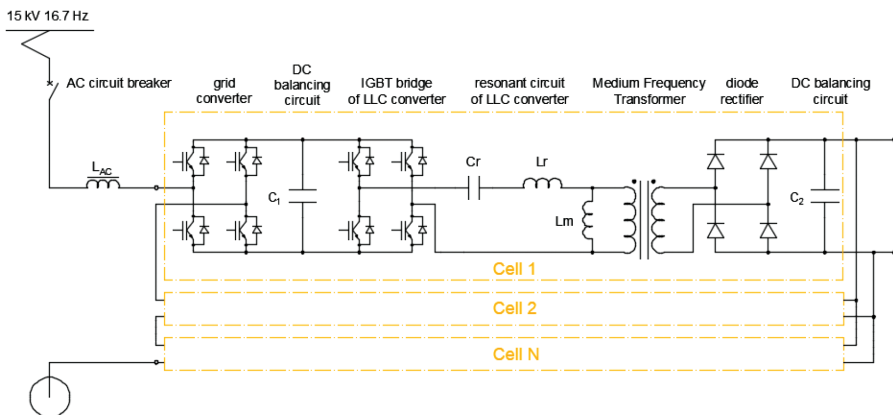 15 kV 16.7 Hz
AC circuit breaker
grid
converter
DC
balancing
circuit
IGBT bridge
of LLC converter
resonant circuit
of LLC converter
Medium Frequency
Transformer
diode
rectifier
DC balancing
circuit
L_AC
C₁
Cr
Lr
Lm
C₂
Cell 1
Cell 2
Cell N